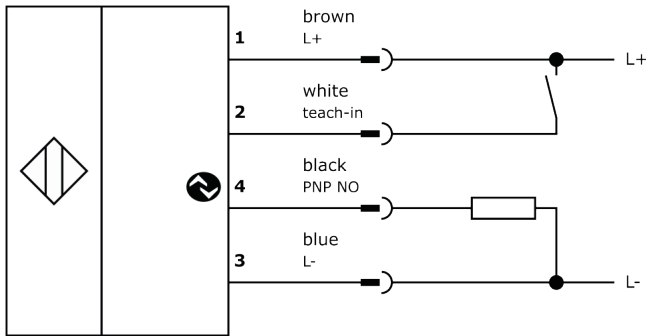 brown
1 L+ L+
white
2 teach-in
black
4 PNP NO
blue
3 L-
L-